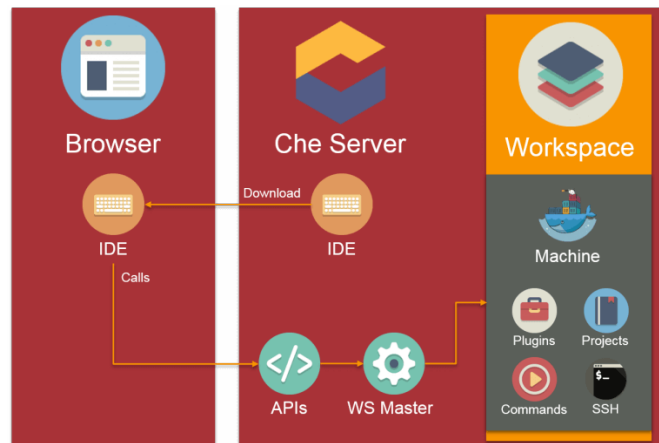 Browser
Che Server
Workspace
Download
IDE
IDE
Machine
Calls
Plugins
Projects
APIs
WS Master
$_
Commands
SSH